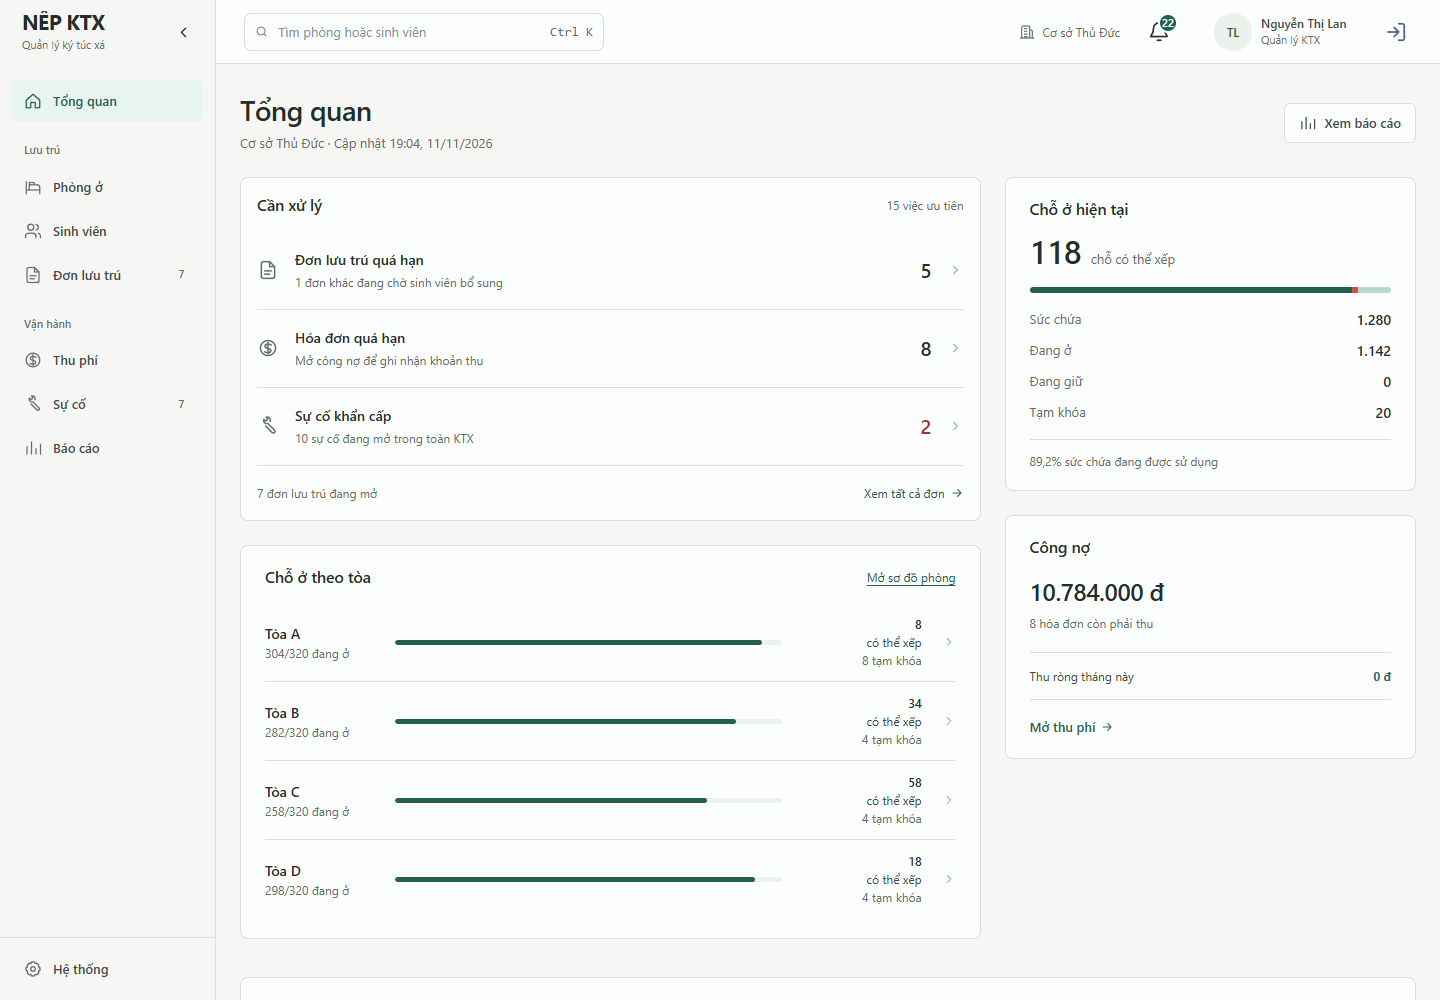 NẾP KTX
Quản lý ký túc xá
Tổng quan
Lưu trú
Phòng ở
Sinh viên
Đơn lưu trú 7
Vận hành
Thu phí
Sự cố 7
Báo cáo
Hệ thống
Tìm phòng hoặc sinh viên Ctrl K
Cơ sở Thủ Đức
22
TL
Nguyễn Thị Lan
Quản lý KTX
Tổng quan
Cơ sở Thủ Đức · Cập nhật 19:04, 11/11/2026
Xem báo cáo
Cần xử lý
15 việc ưu tiên
Đơn lưu trú quá hạn
1 đơn khác đang chờ sinh viên bổ sung
5
Hóa đơn quá hạn
Mở công nợ để ghi nhận khoản thu
8
Sự cố khẩn cấp
10 sự cố đang mở trong toàn KTX
2
7 đơn lưu trú đang mở
Xem tất cả đơn
Chỗ ở theo tòa
Mở sơ đồ phòng
Tòa A
304/320 đang ở
8
có thể xếp
8 tạm khóa
Tòa B
282/320 đang ở
34
có thể xếp
4 tạm khóa
Tòa C
258/320 đang ở
58
có thể xếp
4 tạm khóa
Tòa D
298/320 đang ở
18
có thể xếp
4 tạm khóa
Chỗ ở hiện tại
118 chỗ có thể xếp
Sức chứa 1.280
Đang ở 1.142
Đang giữ 0
Tạm khóa 20
89,2% sức chứa đang được sử dụng
Công nợ
10.784.000 đ
8 hóa đơn còn phải thu
Thu ròng tháng này 0 đ
Mở thu phí